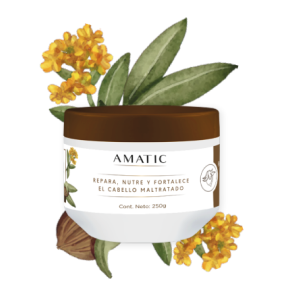 AMATIC
REPARA, NUTRE Y FORTALECE
EL CABELLO MALTRATADO
Cont. Neto: 250g